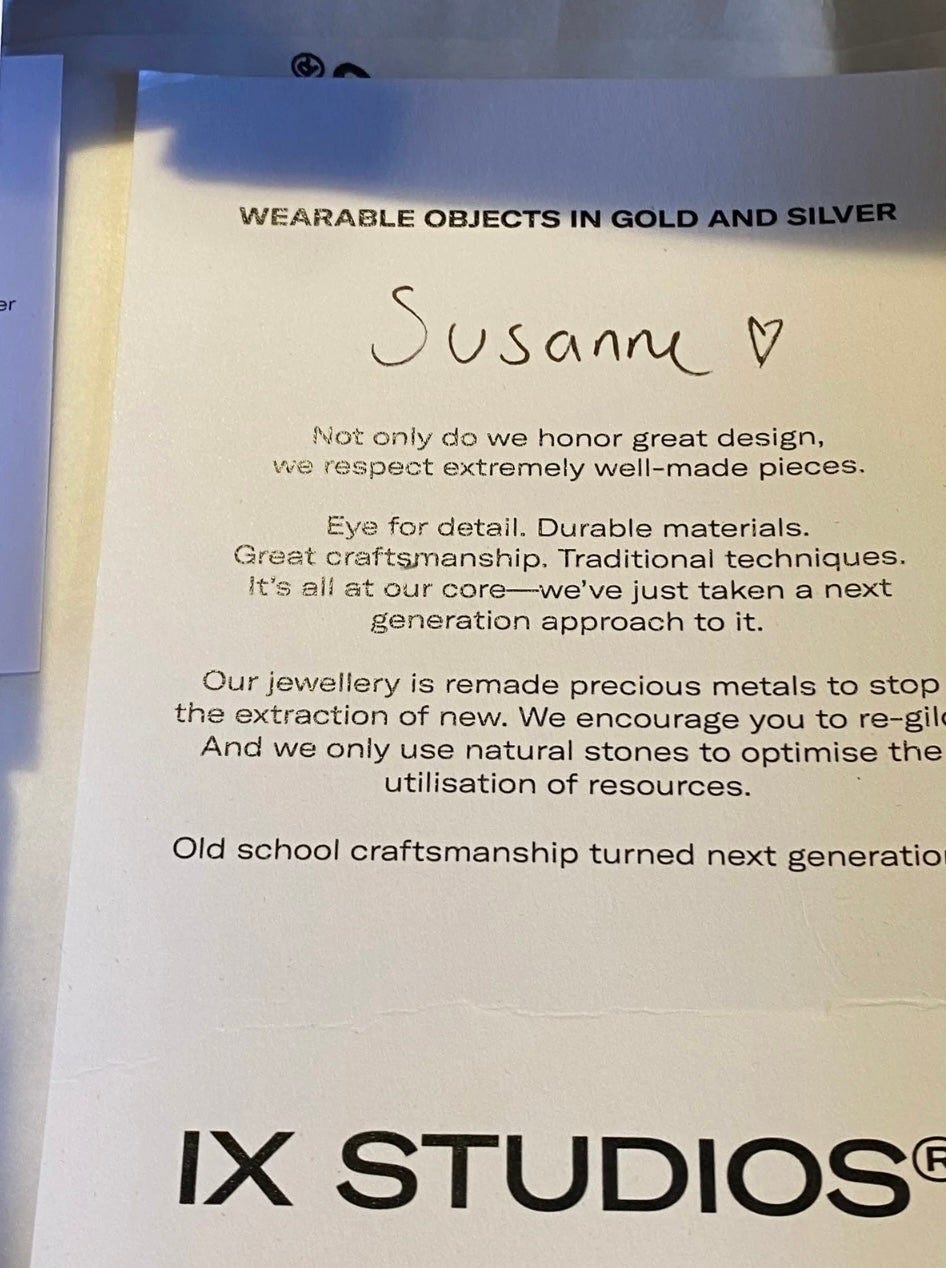 er
WEARABLE OBJECTS IN GOLD AND SILVER
Susanne ♡
Not only do we honor great design,
we respect extremely well-made pieces.
Eye for detail. Durable materials.
Great craftsmanship. Traditional techniques.
It's all at our core—we've just taken a next
generation approach to it.
Our jewellery is remade precious metals to stop
the extraction of new. We encourage you to re-gil
And we only use natural stones to optimise the
utilisation of resources.
Old school craftsmanship turned next generatio
IX STUDIOS®